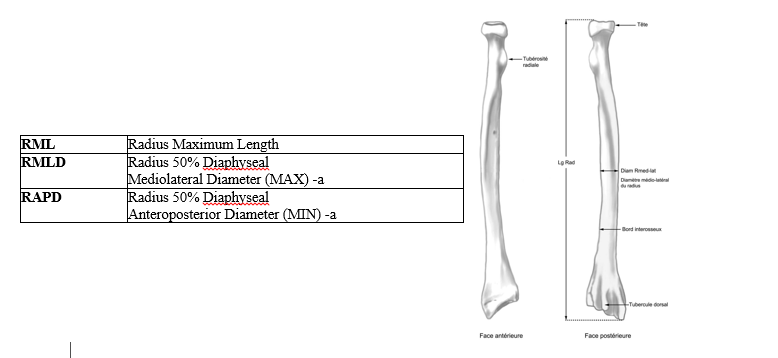 RML Radius Maximum Length
RMLD Radius 50% Diaphyseal
Mediolateral Diameter (MAX) -a
RAPD Radius 50% Diaphyseal
Anteroposterior Diameter (MIN) -a
Tubérosité
radiale
Face antérieure
Tête
Lg Rad
Diam Rmed-lat
Diamètre médio-latéral
du radius
Bord interosseux
Tubercule dorsal
Face postérieure